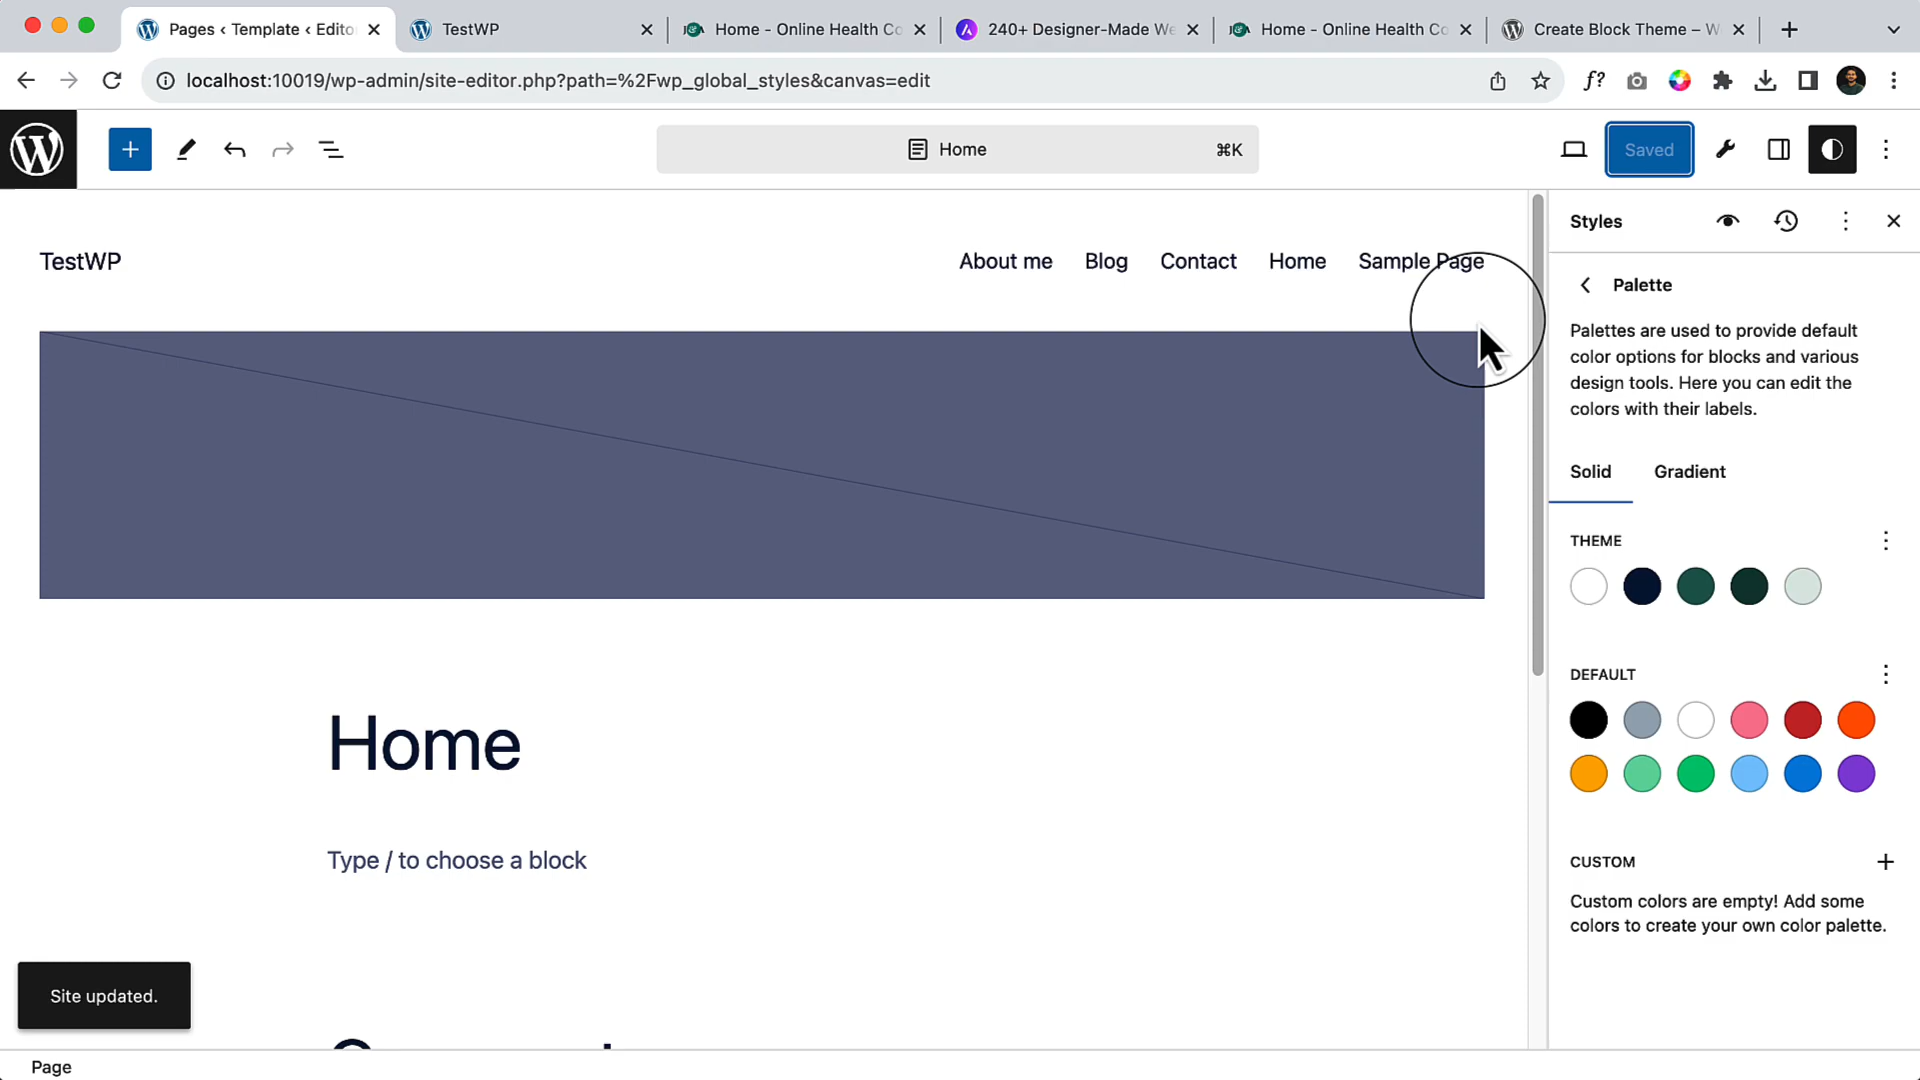 Pages ‹ Template ‹ Edito
TestWP
Home - Online Health Co
240+ Designer-Made We
Home - Online Health Co
Create Block Theme – W
localhost:10019/wp-admin/site-editor.php?path=%2Fwp_global_styles&canvas=edit
f?
Home
⌘K
Saved
TestWP
About me
Blog
Contact
Home
Sample Page
Home
Type / to choose a block
Site updated.
Page
Styles
Palette
Palettes are used to provide default
color options for blocks and various
design tools. Here you can edit the
colors with their labels.
Solid
Gradient
THEME
DEFAULT
CUSTOM
Custom colors are empty! Add some
colors to create your own color palette.